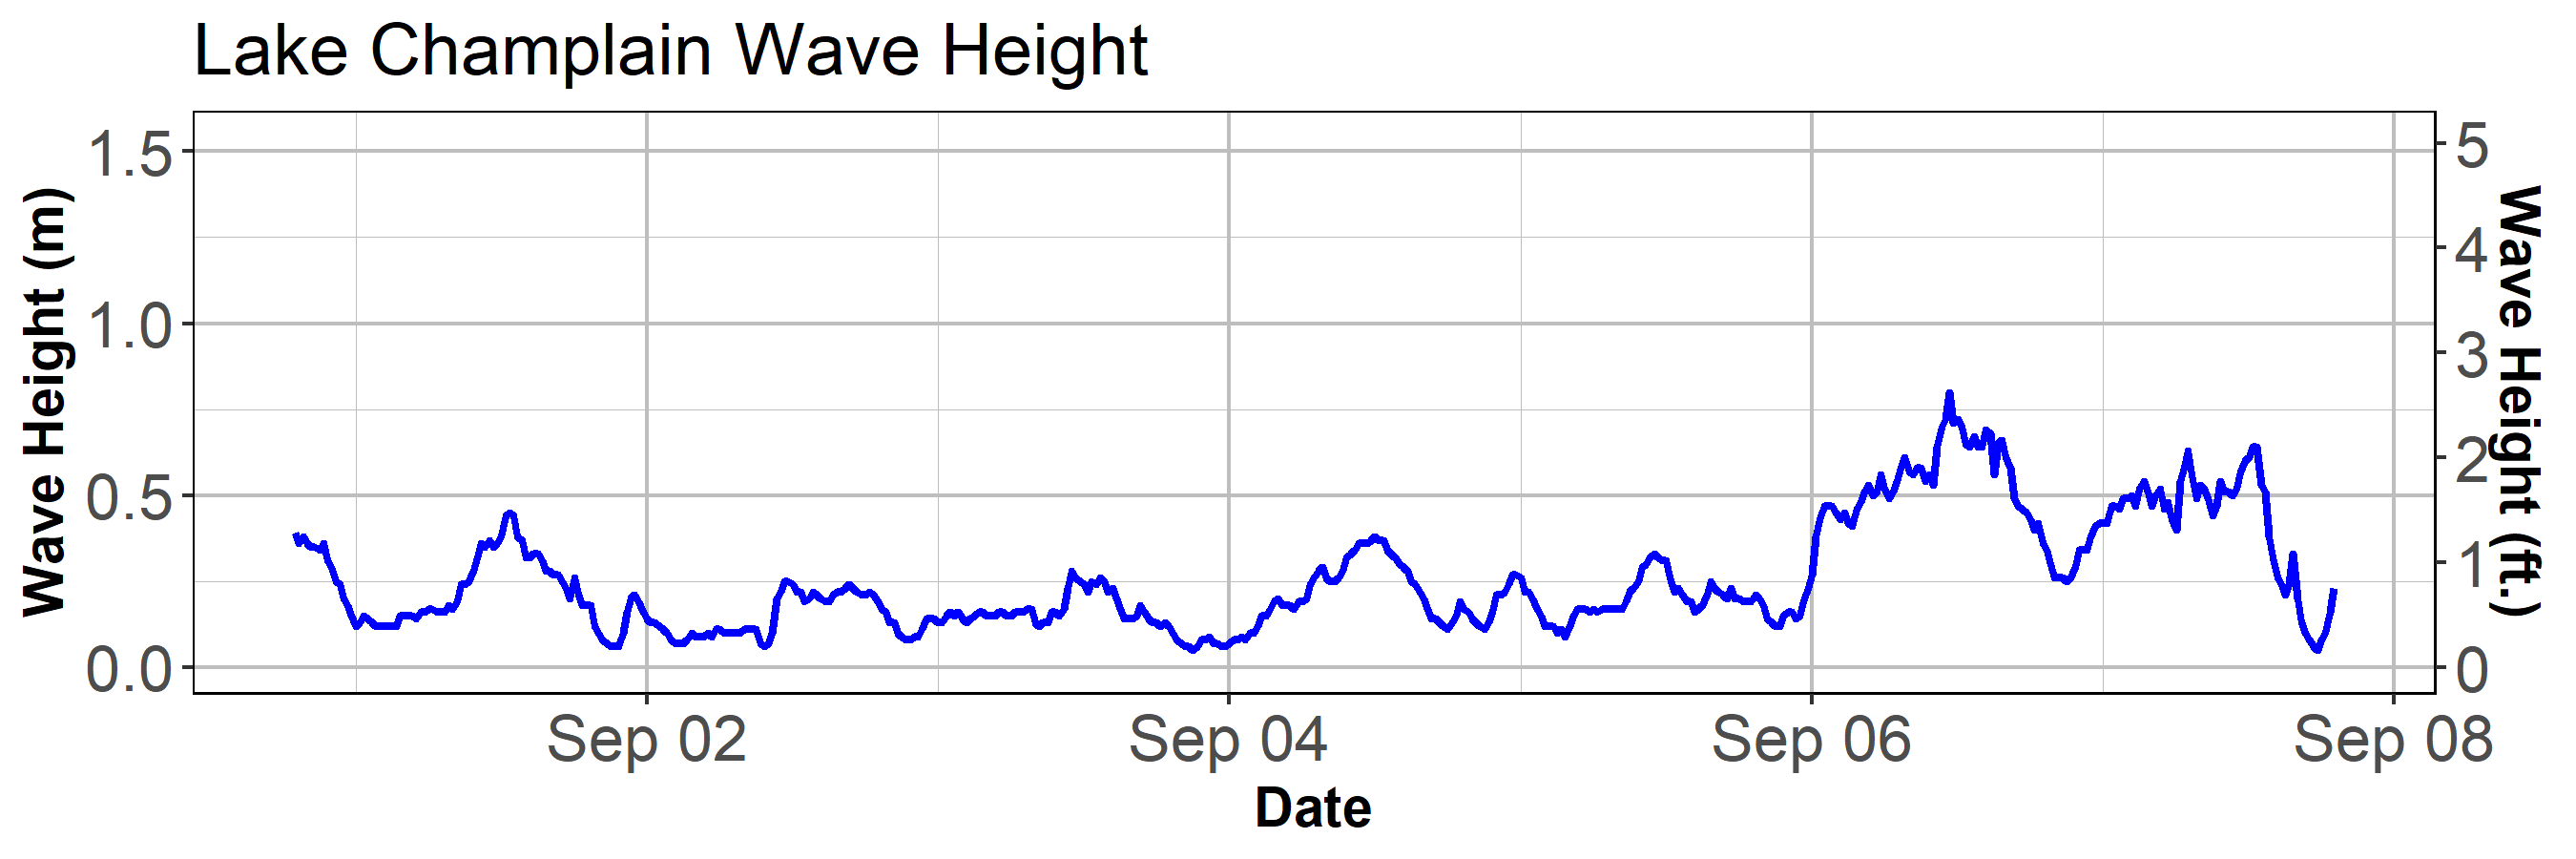 Lake Champlain Wave Height
Wave Height (m)
1.5
1.0
0.5
0.0
5
4
3
2
1
0
Wave Height (ft.)
Sep 02
Sep 04
Sep 06
Sep 08
Date